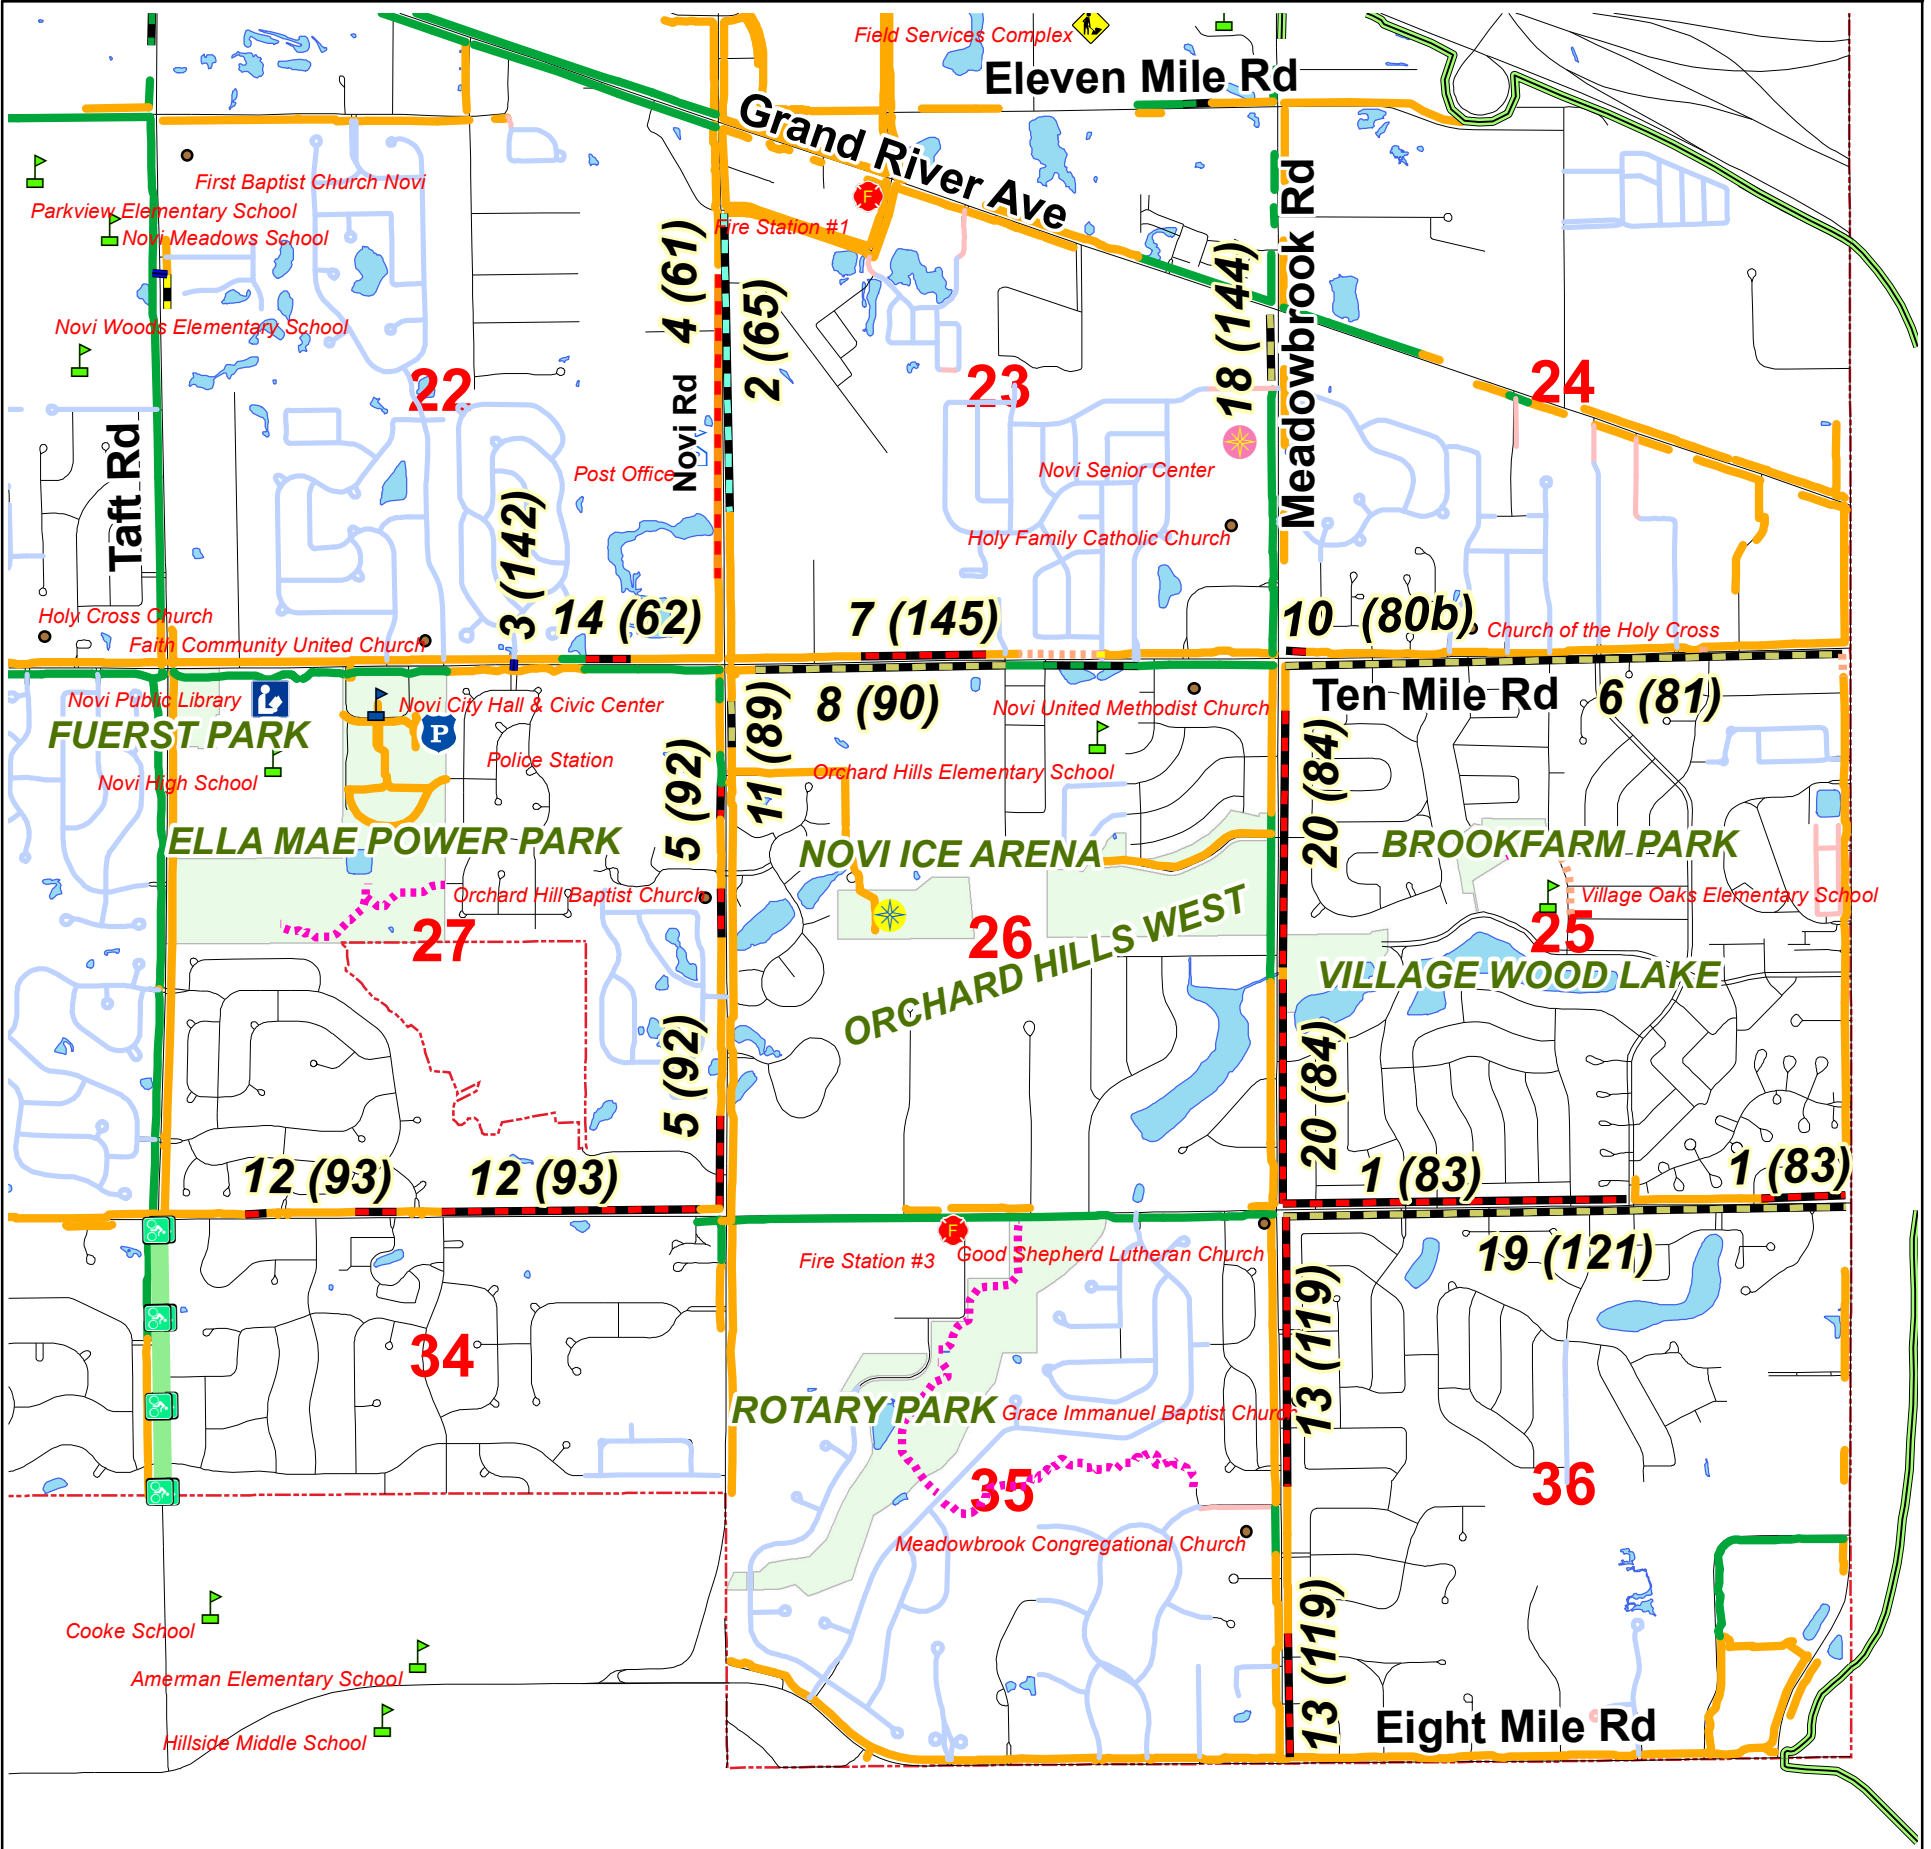 Field Services Complex
Eleven Mile Rd
Grand River Ave
First Baptist Church Novi
Parkview Elementary School
Novi Meadows School
Fire Station #1
F
4 (61)
2 (65)
18 (144)
Meadowbrook Rd
Novi Woods Elementary School
22
23
24
Novi Rd
Taft Rd
Post Office
Novi Senior Center
3 (142)
Holy Family Catholic Church
Holy Cross Church
14 (62)
7 (145)
10 (80b)
Church of the Holy Cross
Faith Community United Church
Novi Public Library
Novi City Hall & Civic Center
P
8 (90)
Novi United Methodist Church
Ten Mile Rd
6 (81)
FUERST PARK
Police Station
11 (89)
5 (92)
Orchard Hills Elementary School
20 (84)
Novi High School
ELLA MAE POWER PARK
NOVI ICE ARENA
BROOKFARM PARK
Orchard Hill Baptist Church
Village Oaks Elementary School
27
26
25
ORCHARD HILLS WEST
VILLAGE WOOD LAKE
5 (92)
20 (84)
12 (93)
12 (93)
1 (83)
1 (83)
F
Fire Station #3
Good Shepherd Lutheran Church
19 (121)
13 (119)
34
ROTARY PARK
Grace Immanuel Baptist Church
35
36
Meadowbrook Congregational Church
Cooke School
13 (119)
Amerman Elementary School
Hillside Middle School
Eight Mile Rd